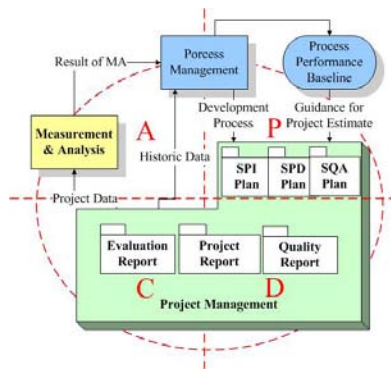 Result of MA
Porcess
Management
Process
Performance
Baseline
Measurement
& Analysis
A
Development
Process
P
Guidance for
Project Estimate
Historic Data
SPI
Plan
SPD
Plan
SQA
Plan
Project Data
Evaluation
Report
Project
Report
Quality
Report
C
D
Project Management